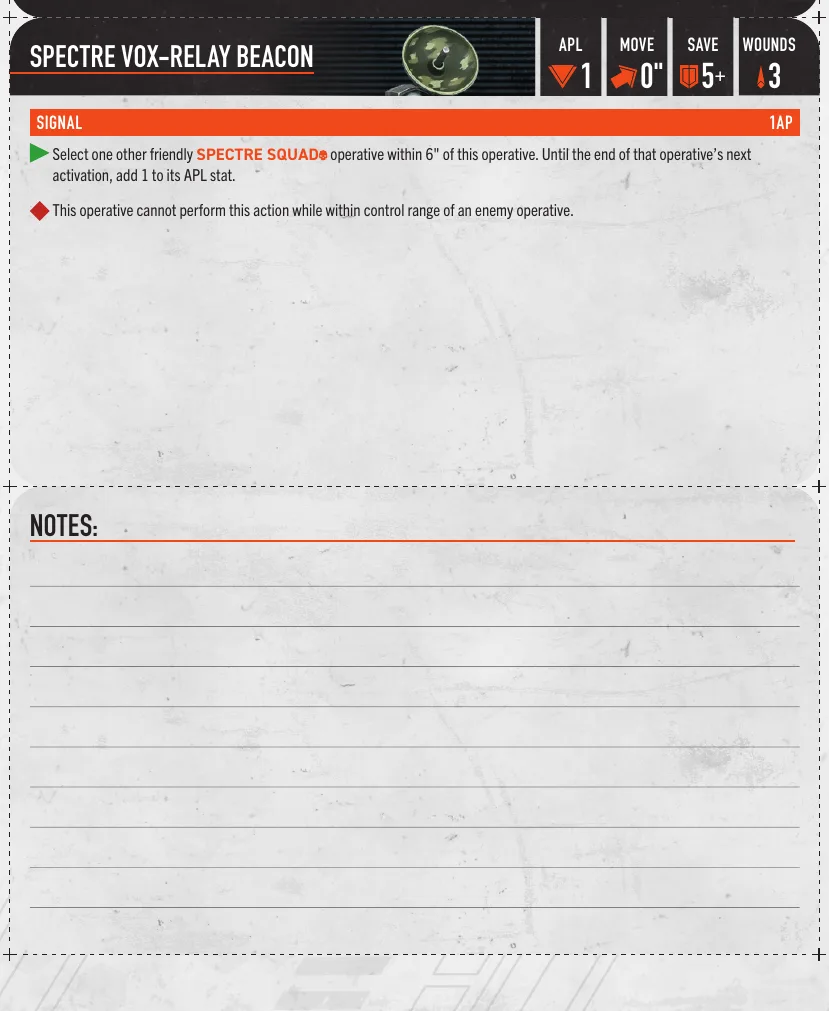 SPECTRE VOX-RELAY BEACON
APL MOVE SAVE WOUNDS
1 0" 5+ 3
SIGNAL 1AP
Select one other friendly SPECTRE SQUAD operative within 6" of this operative. Until the end of that operative’s next
activation, add 1 to its APL stat.
This operative cannot perform this action while within control range of an enemy operative.
NOTES: